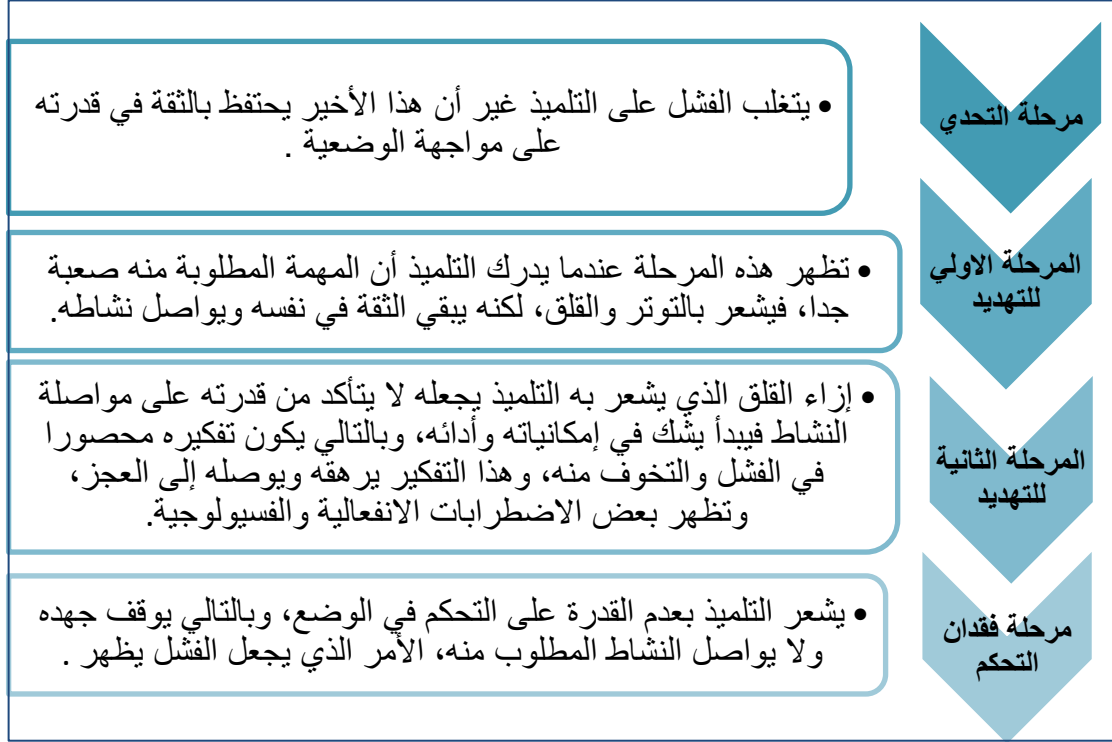 مرحلة التحدي
• يتغلب الفشل على التلميذ غير أن هذا الأخير يحتفظ بالثقة في قدرته
على مواجهة الوضعية .
المرحلة الاولي
للتهديد
• تظهر هذه المرحلة عندما يدرك التلميذ أن المهمة المطلوبة منه صعبة
جدا، فيشعر بالتوتر والقلق، لكنه يبقي الثقة في نفسه ويواصل نشاطه.
المرحلة الثانية
للتهديد
• إزاء القلق الذي يشعر به التلميذ يجعله لا يتأكد من قدرته على مواصلة
النشاط فيبدأ يشك في إمكانياته وأدائه، وبالتالي يكون تفكيره محصورا
في الفشل والتخوف منه، وهذا التفكير يرهقه ويوصله إلى العجز،
وتظهر بعض الاضطرابات الانفعالية والفسيولوجية.
مرحلة فقدان
التحكم
• يشعر التلميذ بعدم القدرة على التحكم في الوضع، وبالتالي يوقف جهده
ولا يواصل النشاط المطلوب منه، الأمر الذي يجعل الفشل يظهر .